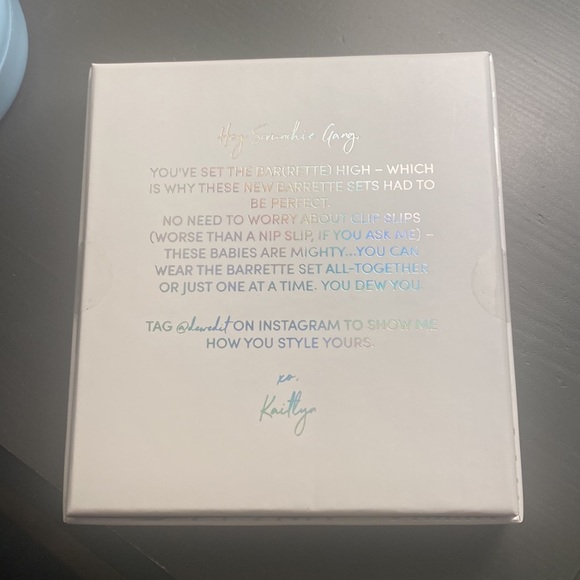 Hey Scrunchie Gang,
YOU'VE SET THE BAR(RETTE) HIGH – WHICH
IS WHY THESE NEW BARRETTE SETS HAD TO
BE PERFECT.
NO NEED TO WORRY ABOUT CLIP SLIPS
(WORSE THAN A NIP SLIP, IF YOU ASK ME) –
THESE BABIES ARE MIGHTY...YOU CAN
WEAR THE BARRETTE SET ALL-TOGETHER
OR JUST ONE AT A TIME. YOU DEW YOU.
TAG @dewedit ON INSTAGRAM TO SHOW ME
HOW YOU STYLE YOURS.
xo,
Kaitlyn